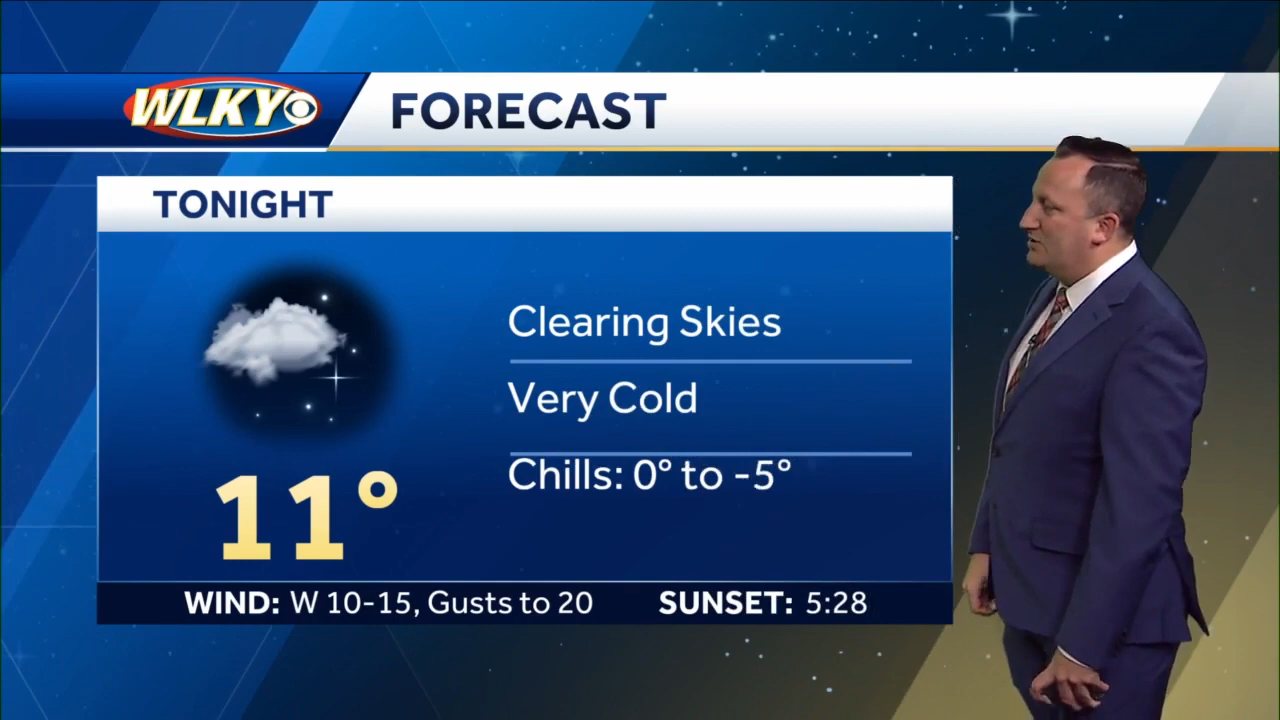 WLKY
FORECAST
TONIGHT
Clearing Skies
Very Cold
Chills: 0° to -5°
11°
WIND: W 10-15, Gusts to 20 SUNSET: 5:28